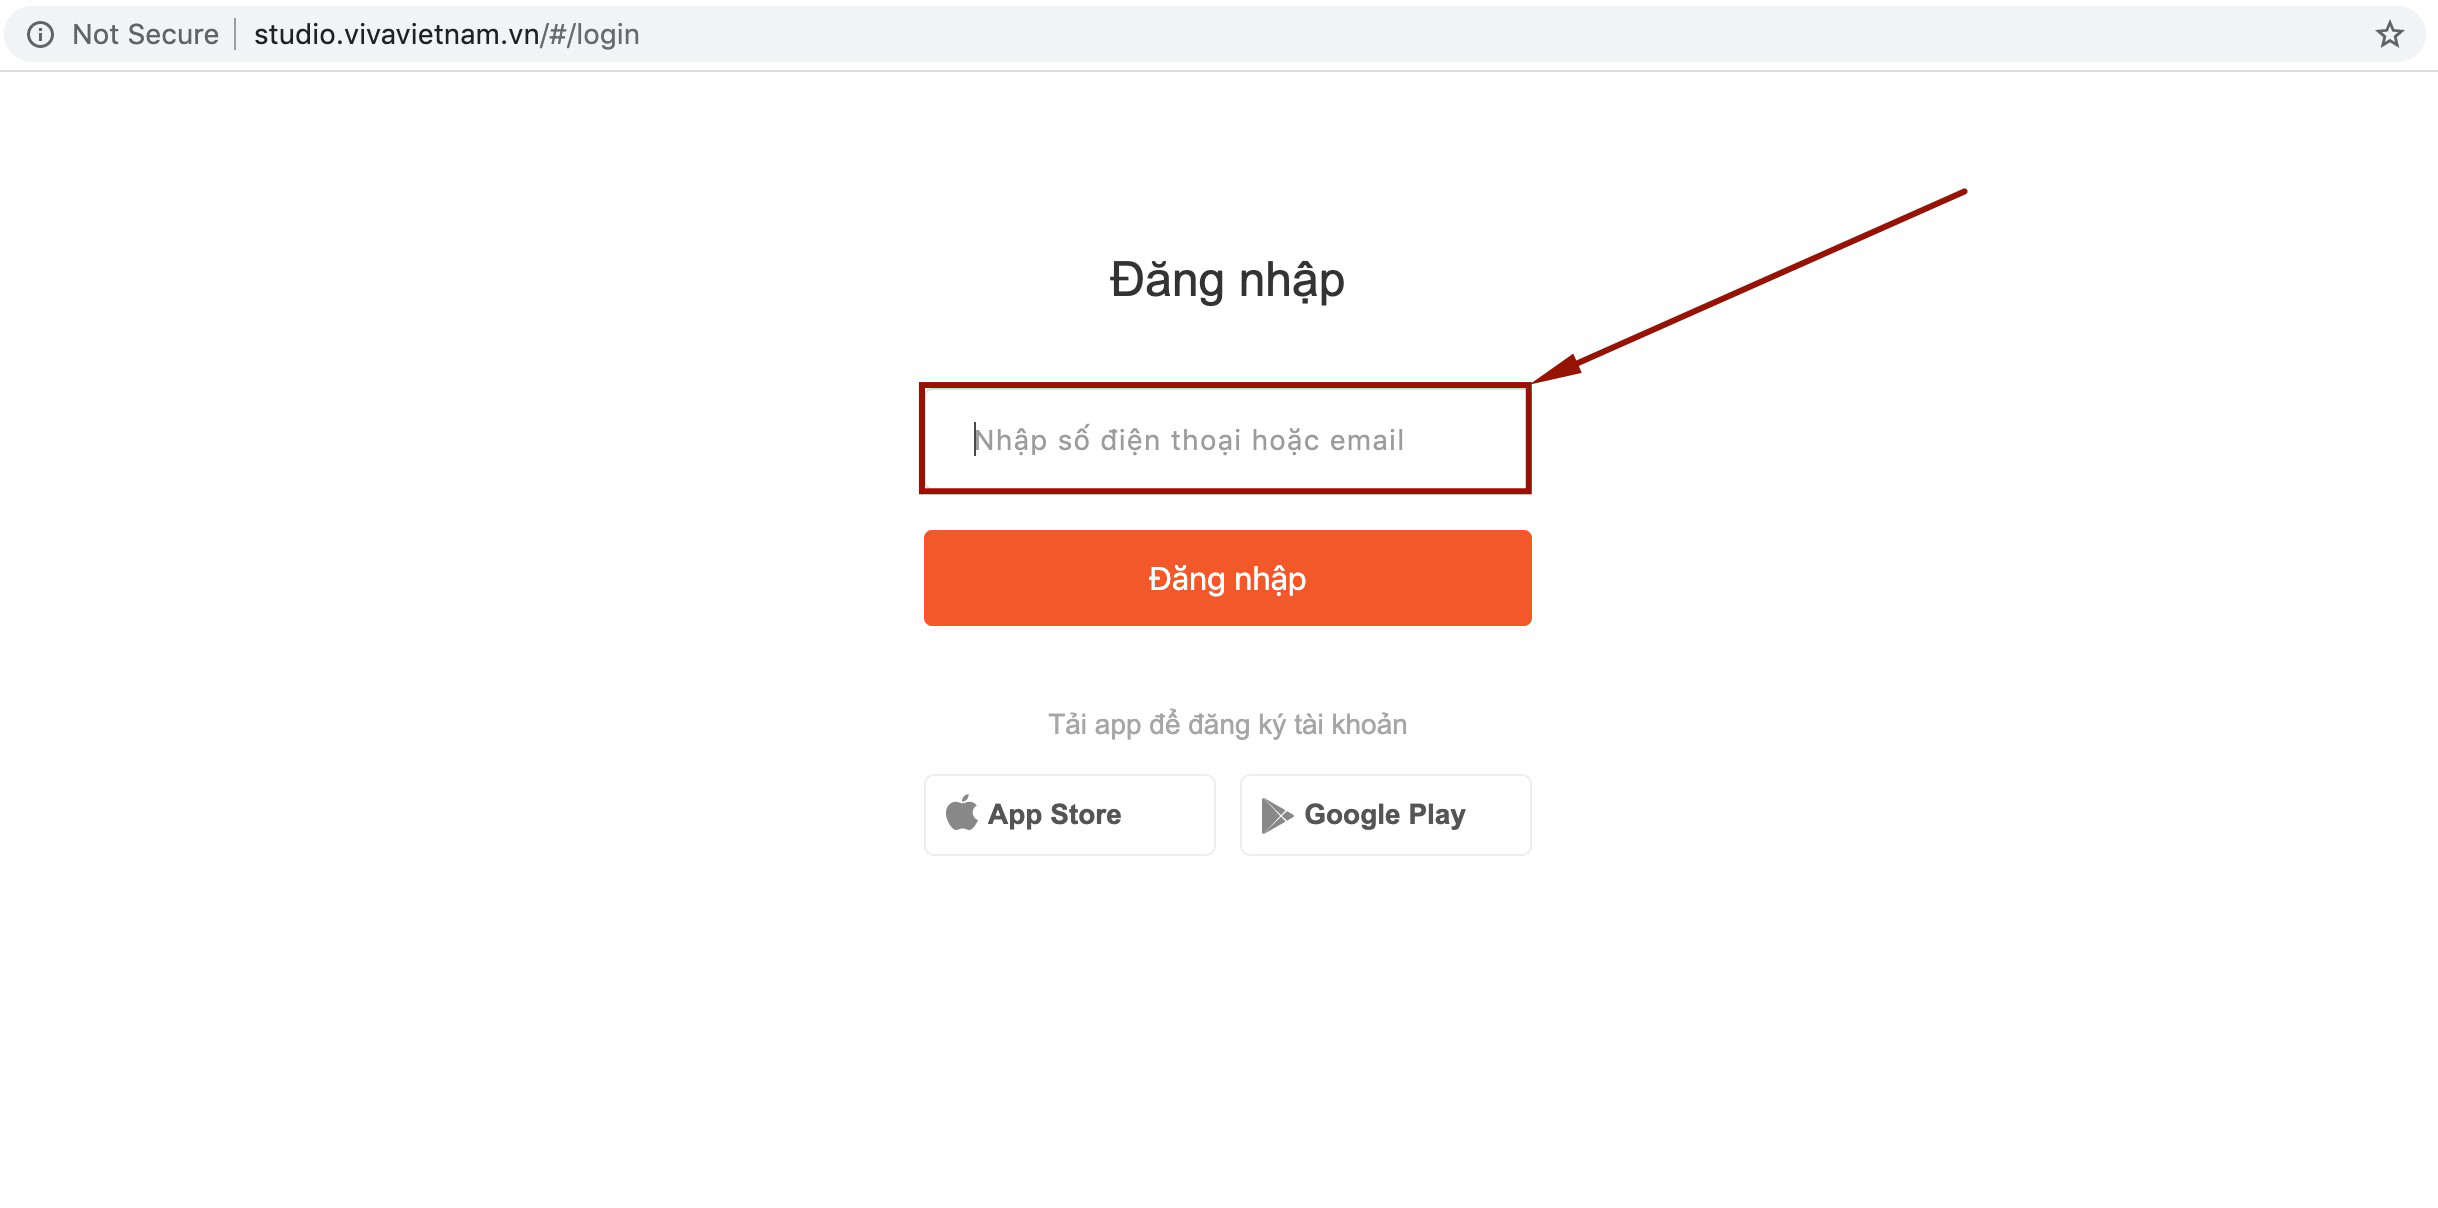 Not Secure studio.vivavietnam.vn/#/login
Đăng nhập
Nhập số điện thoại hoặc email
Đăng nhập
Tải app để đăng ký tài khoản
App Store
Google Play